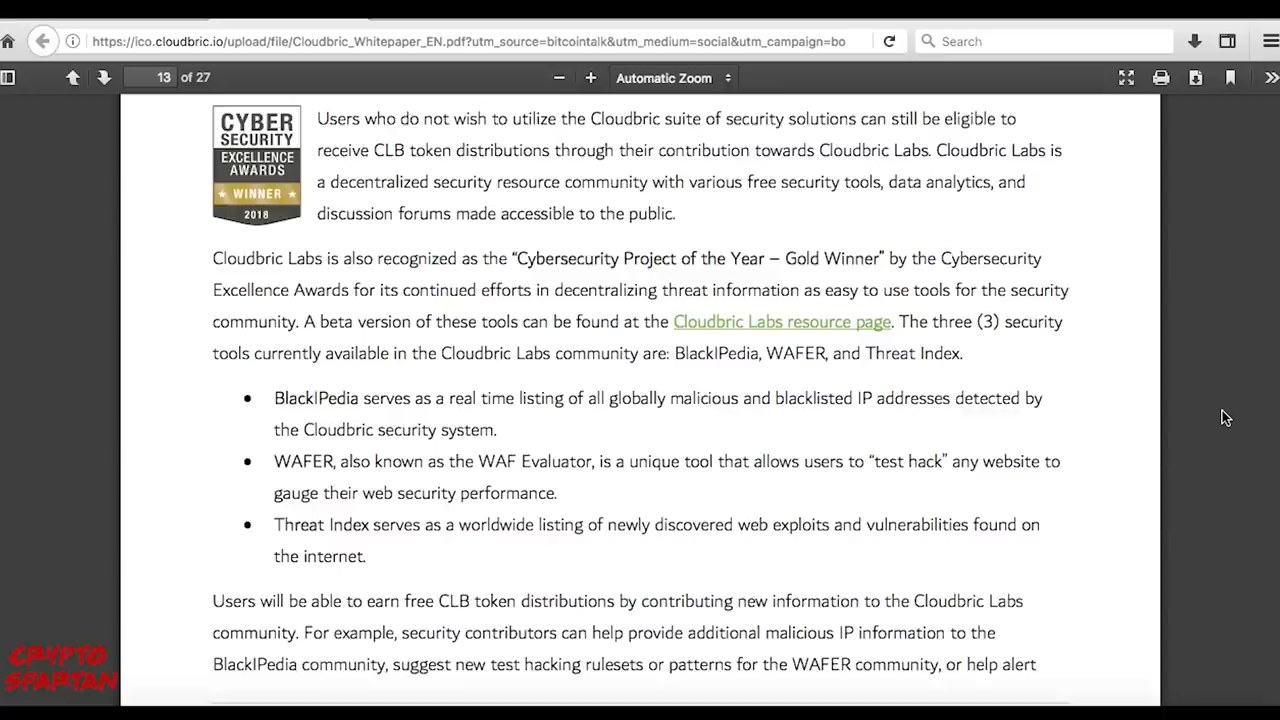 https://ico.cloudbric.io/upload/file/Cloudbric_Whitepaper_EN.pdf?utm_source=bitcointalk&utm_medium=social&utm_campaign=bo
Search
13 of 27
Automatic Zoom
CYBER
SECURITY
EXCELLENCE
AWARDS
WINNER
2018
Users who do not wish to utilize the Cloudbric suite of security solutions can still be eligible to
receive CLB token distributions through their contribution towards Cloudbric Labs. Cloudbric Labs is
a decentralized security resource community with various free security tools, data analytics, and
discussion forums made accessible to the public.
Cloudbric Labs is also recognized as the “Cybersecurity Project of the Year – Gold Winner” by the Cybersecurity
Excellence Awards for its continued efforts in decentralizing threat information as easy to use tools for the security
community. A beta version of these tools can be found at the Cloudbric Labs resource page. The three (3) security
tools currently available in the Cloudbric Labs community are: BlackIPedia, WAFER, and Threat Index.
• BlackIPedia serves as a real time listing of all globally malicious and blacklisted IP addresses detected by
the Cloudbric security system.
• WAFER, also known as the WAF Evaluator, is a unique tool that allows users to “test hack” any website to
gauge their web security performance.
• Threat Index serves as a worldwide listing of newly discovered web exploits and vulnerabilities found on
the internet.
Users will be able to earn free CLB token distributions by contributing new information to the Cloudbric Labs
community. For example, security contributors can help provide additional malicious IP information to the
BlackIPedia community, suggest new test hacking rulesets or patterns for the WAFER community, or help alert
CRYPTO
SPARTAN